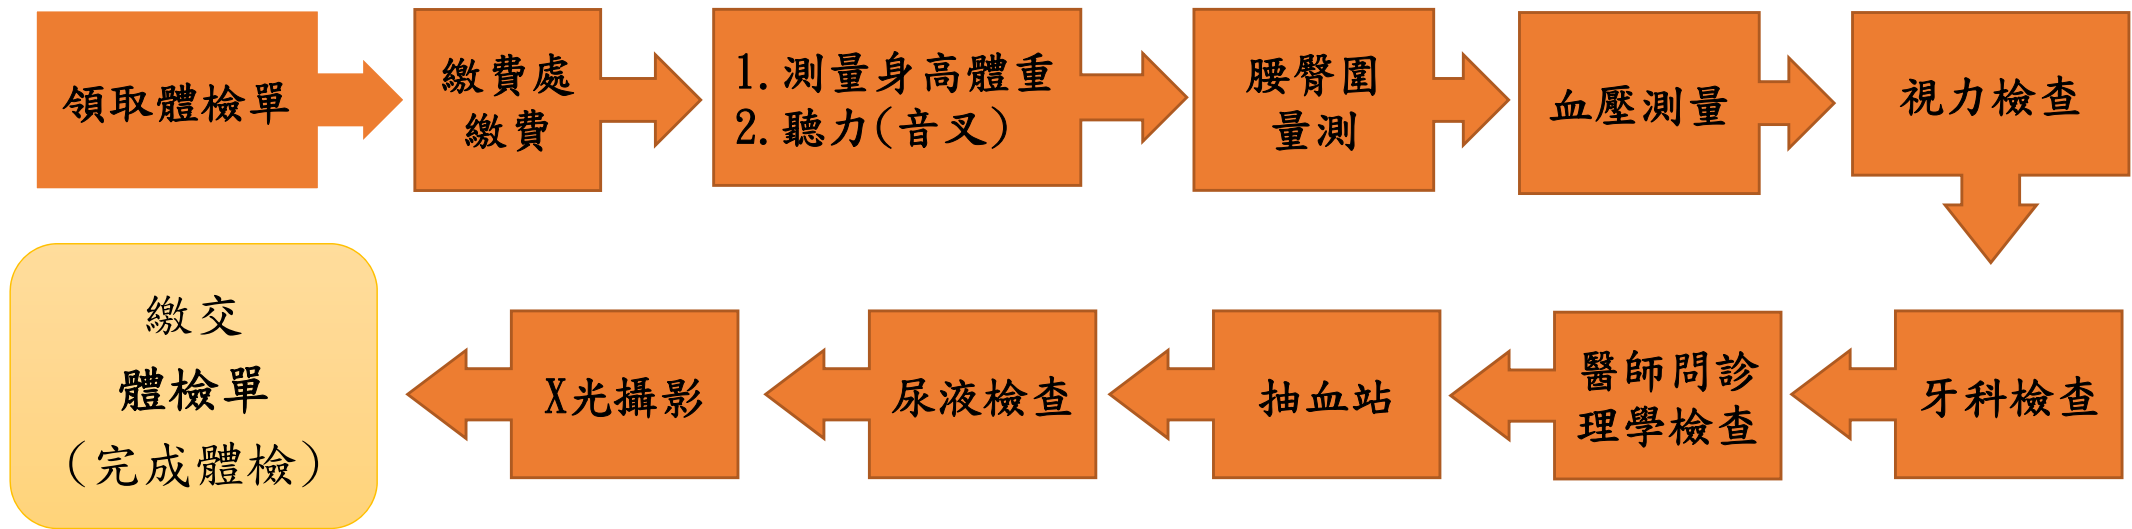 領取體檢單
繳費處
繳費
1.測量身高體重
2.聽力(音叉)
腰臀圍
量測
血壓測量
視力檢查
牙科檢查
醫師問診
理學檢查
抽血站
尿液檢查
X光攝影
繳交
體檢單
(完成體檢)